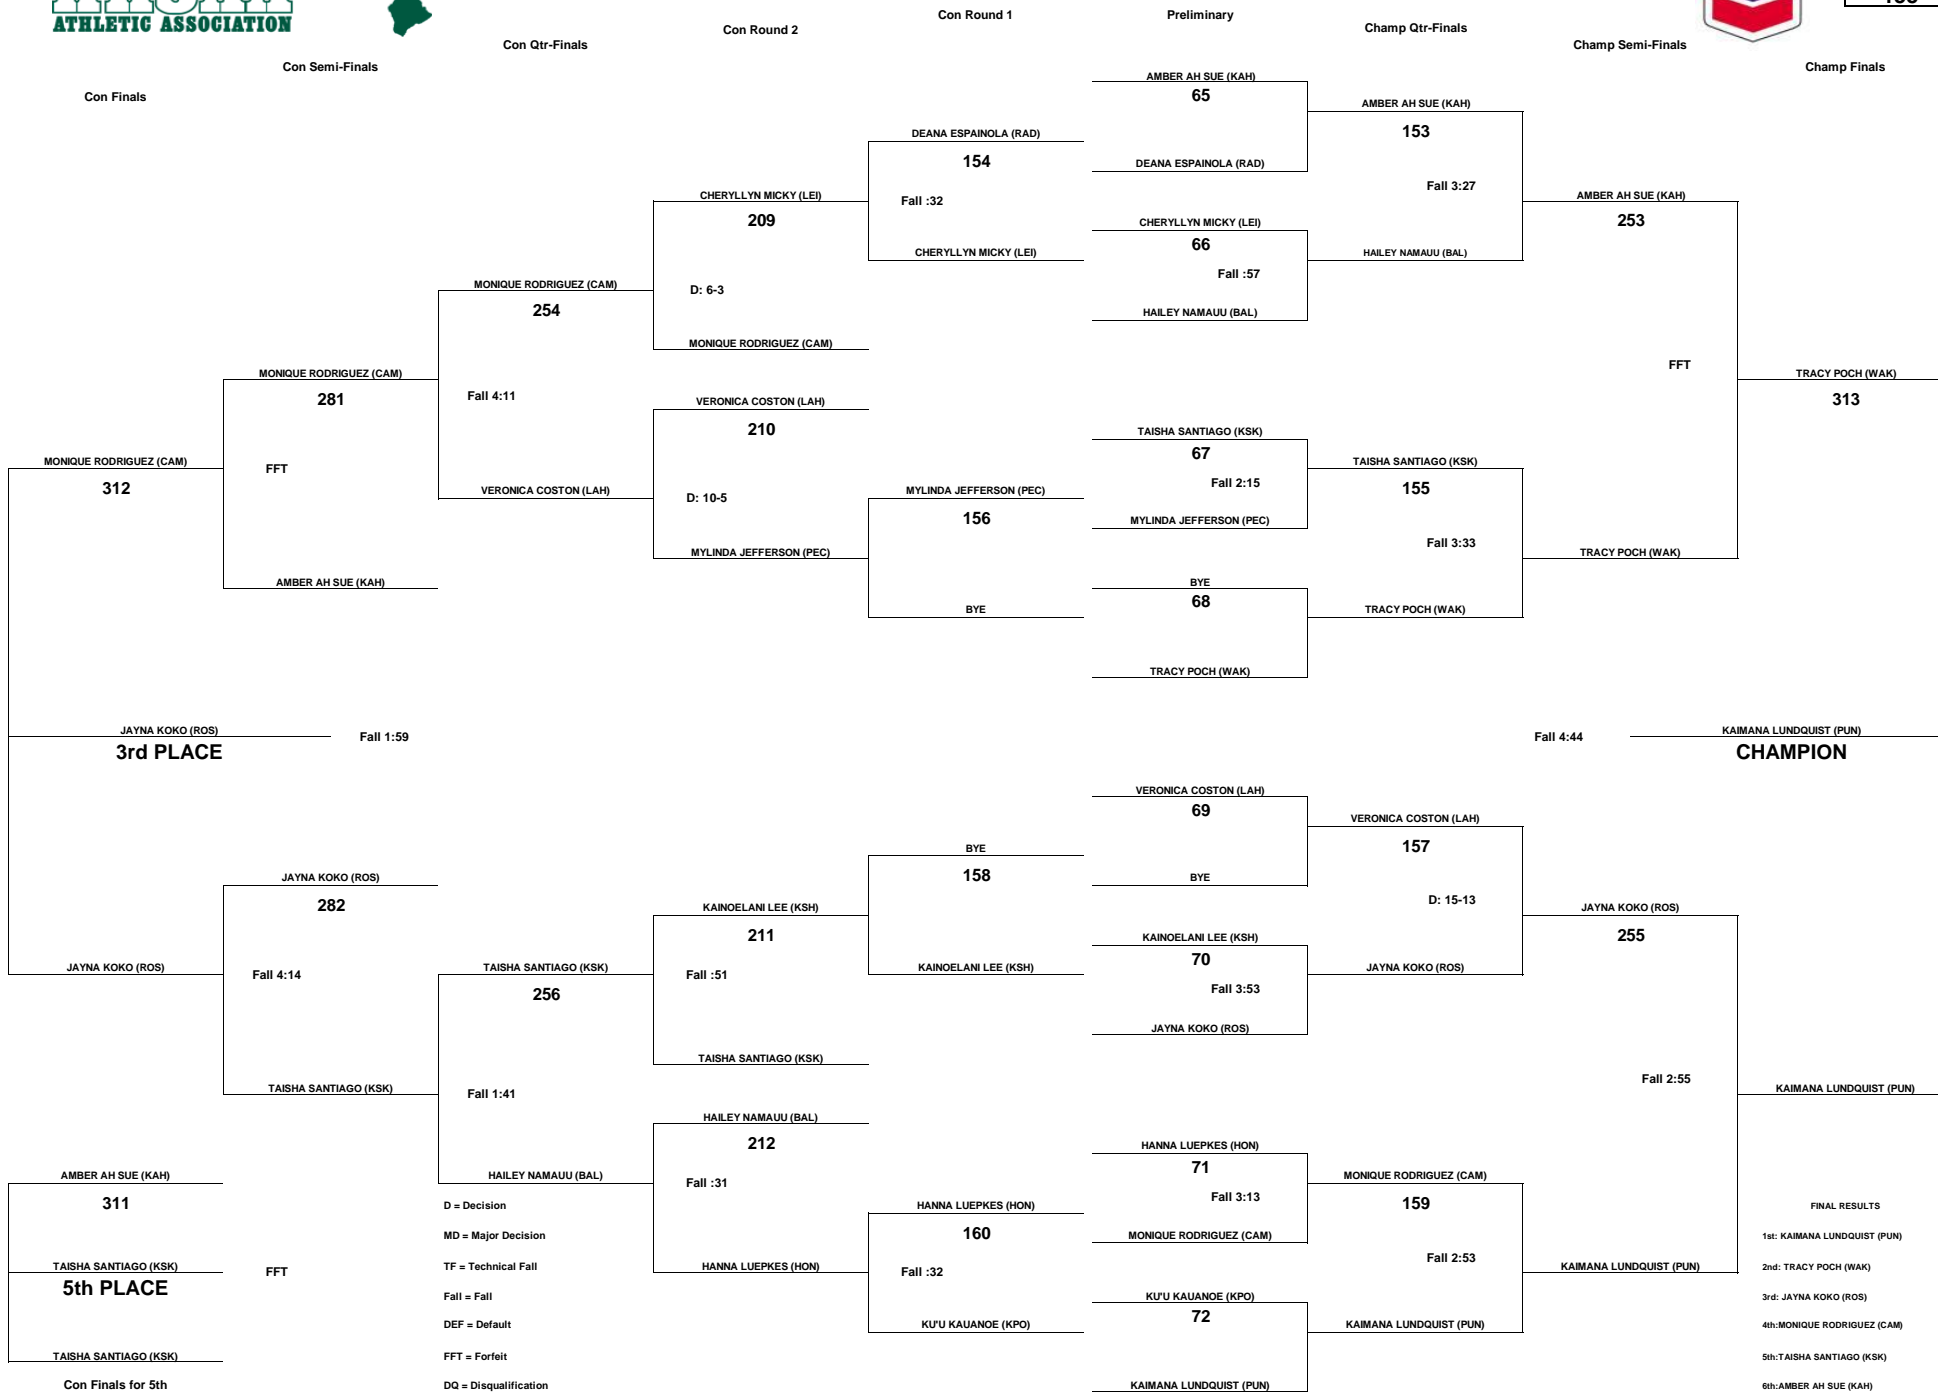 ATHLETIC ASSOCIATION
Con Finals
Con Semi-Finals
Con Qtr-Finals
Con Round 2
Con Round 1
Preliminary
Champ Qtr-Finals
Champ Semi-Finals
Champ Finals
AMBER AH SUE (KAH)
65
DEANA ESPAINOLA (RAD)
CHERYLLYN MICKY (LEI)
66
Fall :57
HAILEY NAMAUU (BAL)
TAISHA SANTIAGO (KSK)
67
Fall 2:15
MYLINDA JEFFERSON (PEC)
BYE
68
TRACY POCH (WAK)
VERONICA COSTON (LAH)
69
BYE
KAINOELANI LEE (KSH)
70
Fall 3:53
JAYNA KOKO (ROS)
HANNA LUEPKES (HON)
71
Fall 3:13
MONIQUE RODRIGUEZ (CAM)
KU'U KAUANOE (KPO)
72
KAIMANA LUNDQUIST (PUN)
AMBER AH SUE (KAH)
153
Fall 3:27
HAILEY NAMAUU (BAL)
TAISHA SANTIAGO (KSK)
155
Fall 3:33
TRACY POCH (WAK)
VERONICA COSTON (LAH)
157
D: 15-13
JAYNA KOKO (ROS)
MONIQUE RODRIGUEZ (CAM)
159
Fall 2:53
KAIMANA LUNDQUIST (PUN)
AMBER AH SUE (KAH)
253
FFT
TRACY POCH (WAK)
JAYNA KOKO (ROS)
255
Fall 2:55
KAIMANA LUNDQUIST (PUN)
TRACY POCH (WAK)
313
Fall 4:44
KAIMANA LUNDQUIST (PUN)
CHAMPION
KAIMANA LUNDQUIST (PUN)
DEANA ESPAINOLA (RAD)
154
Fall :32
CHERYLLYN MICKY (LEI)
MYLINDA JEFFERSON (PEC)
156
BYE
BYE
158
KAINOELANI LEE (KSH)
HANNA LUEPKES (HON)
160
Fall :32
KU'U KAUANOE (KPO)
CHERYLLYN MICKY (LEI)
209
D: 6-3
MONIQUE RODRIGUEZ (CAM)
VERONICA COSTON (LAH)
210
D: 10-5
MYLINDA JEFFERSON (PEC)
KAINOELANI LEE (KSH)
211
Fall :51
TAISHA SANTIAGO (KSK)
HAILEY NAMAUU (BAL)
212
Fall :31
HANNA LUEPKES (HON)
MONIQUE RODRIGUEZ (CAM)
254
Fall 4:11
VERONICA COSTON (LAH)
TAISHA SANTIAGO (KSK)
256
Fall 1:41
HAILEY NAMAUU (BAL)
MONIQUE RODRIGUEZ (CAM)
281
FFT
AMBER AH SUE (KAH)
JAYNA KOKO (ROS)
282
Fall 4:14
TAISHA SANTIAGO (KSK)
MONIQUE RODRIGUEZ (CAM)
312
JAYNA KOKO (ROS)
3rd PLACE
Fall 1:59
JAYNA KOKO (ROS)
AMBER AH SUE (KAH)
311
TAISHA SANTIAGO (KSK)
5th PLACE
FFT
TAISHA SANTIAGO (KSK)
Con Finals for 5th
D = Decision
MD = Major Decision
TF = Technical Fall
Fall = Fall
DEF = Default
FFT = Forfeit
DQ = Disqualification
FINAL RESULTS
1st: KAIMANA LUNDQUIST (PUN)
2nd: TRACY POCH (WAK)
3rd: JAYNA KOKO (ROS)
4th:MONIQUE RODRIGUEZ (CAM)
5th:TAISHA SANTIAGO (KSK)
6th:AMBER AH SUE (KAH)